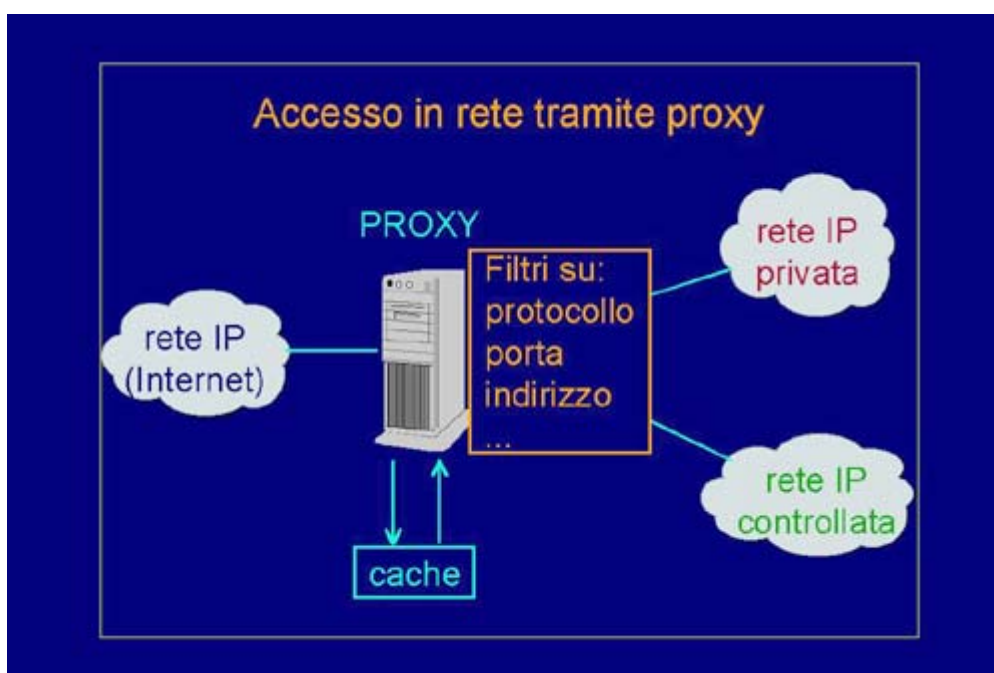 Accesso in rete tramite proxy
PROXY
rete IP
(Internet)
Filtri su:
protocollo
porta
indirizzo
...
rete IP
privata
rete IP
controllata
cache